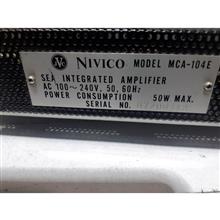 NIVICO MODEL MCA-104E
SEA INTEGRATED AMPLIFIER
AC 100~240V, 50, 60Hz
POWER CONSUMPTION 50W MAX.
SERIAL NO.